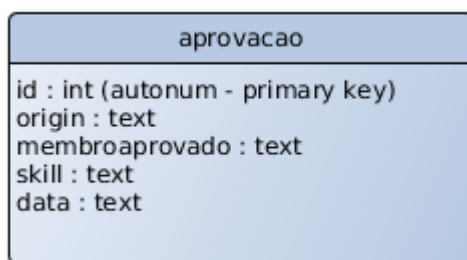 aprovacao
id : int (autonum - primary key)
origin : text
membroaprovado : text
skill : text
data : text